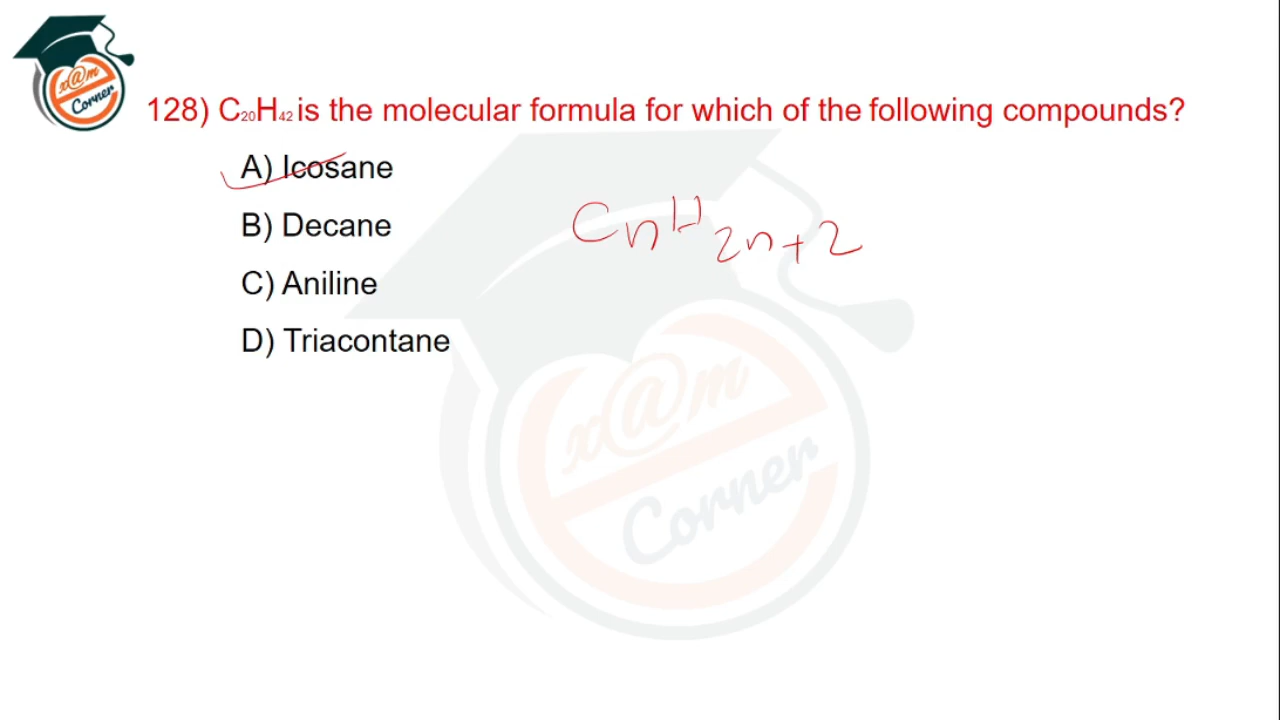 x@m
Corner
128) C₂₀H₄₂ is the molecular formula for which of the following compounds?
A) Icosane
B) Decane
C) Aniline
D) Triacontane
CnH2n+2
x@m
Corner